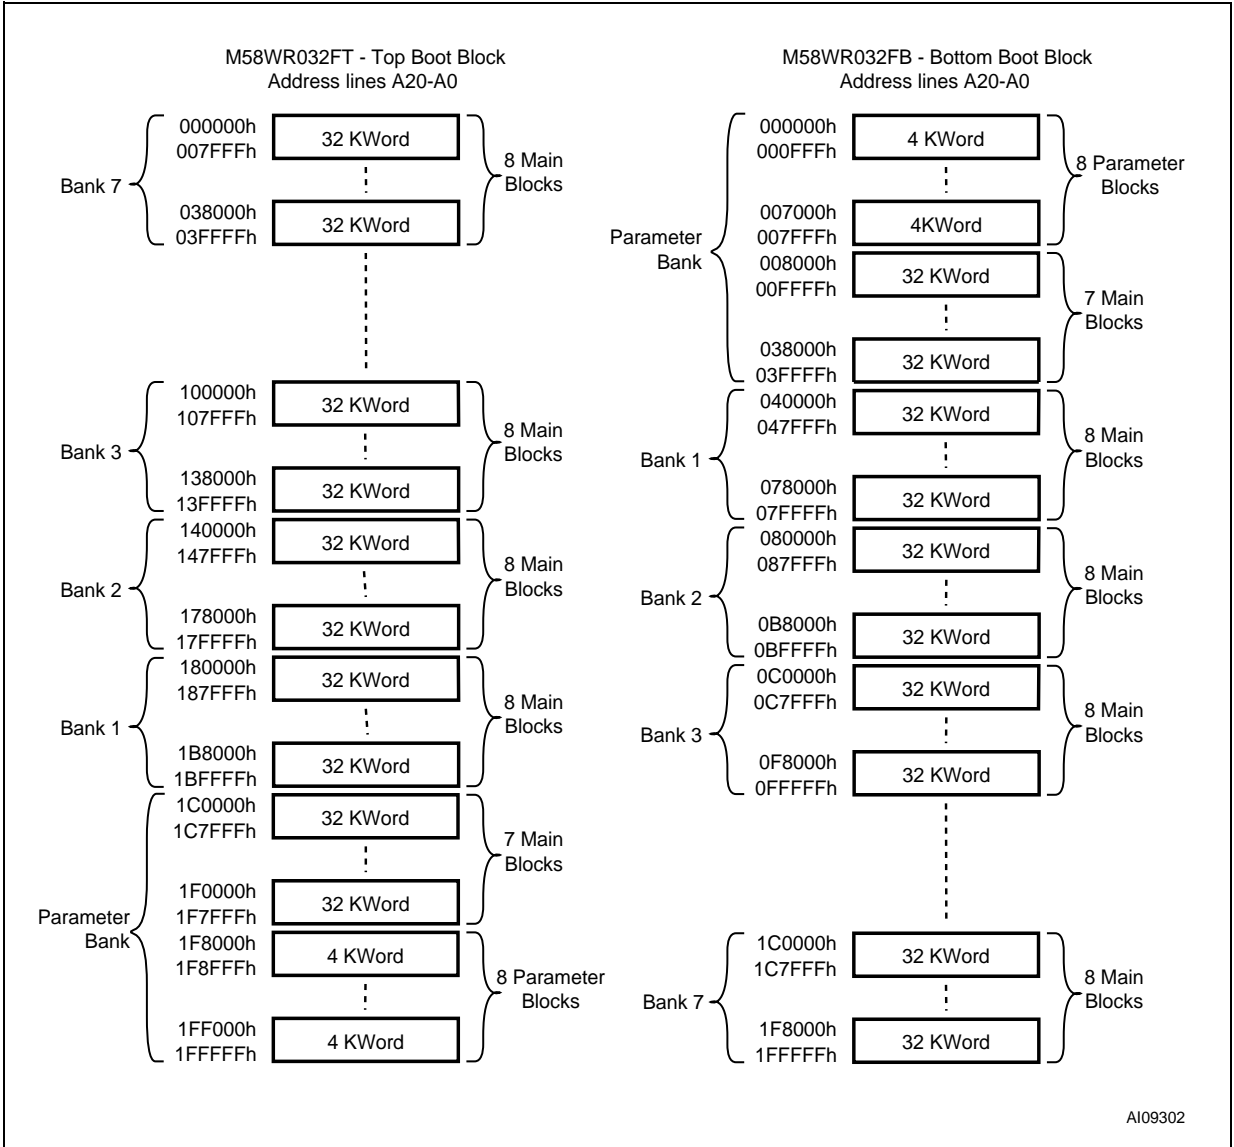 M58WR032FT - Top Boot Block
Address lines A20-A0
Bank 7
000000h
007FFFh
32 KWord
038000h
03FFFFh
32 KWord
8 Main
Blocks
Bank 3
100000h
107FFFh
32 KWord
138000h
13FFFFh
32 KWord
8 Main
Blocks
Bank 2
140000h
147FFFh
32 KWord
178000h
17FFFFh
32 KWord
8 Main
Blocks
Bank 1
180000h
187FFFh
32 KWord
1B8000h
1BFFFFh
32 KWord
8 Main
Blocks
Parameter
Bank
1C0000h
1C7FFFh
32 KWord
1F0000h
1F7FFFh
32 KWord
7 Main
Blocks
1F8000h
1F8FFFh
4 KWord
1FF000h
1FFFFFh
4 KWord
8 Parameter
Blocks
M58WR032FB - Bottom Boot Block
Address lines A20-A0
Parameter
Bank
000000h
000FFFh
4 KWord
007000h
007FFFh
4KWord
8 Parameter
Blocks
008000h
00FFFFh
32 KWord
038000h
03FFFFh
32 KWord
7 Main
Blocks
Bank 1
040000h
047FFFh
32 KWord
078000h
07FFFFh
32 KWord
8 Main
Blocks
Bank 2
080000h
087FFFh
32 KWord
0B8000h
0BFFFFh
32 KWord
8 Main
Blocks
Bank 3
0C0000h
0C7FFFh
32 KWord
0F8000h
0FFFFFh
32 KWord
8 Main
Blocks
Bank 7
1C0000h
1C7FFFh
32 KWord
1F8000h
1FFFFFh
32 KWord
8 Main
Blocks
AI09302